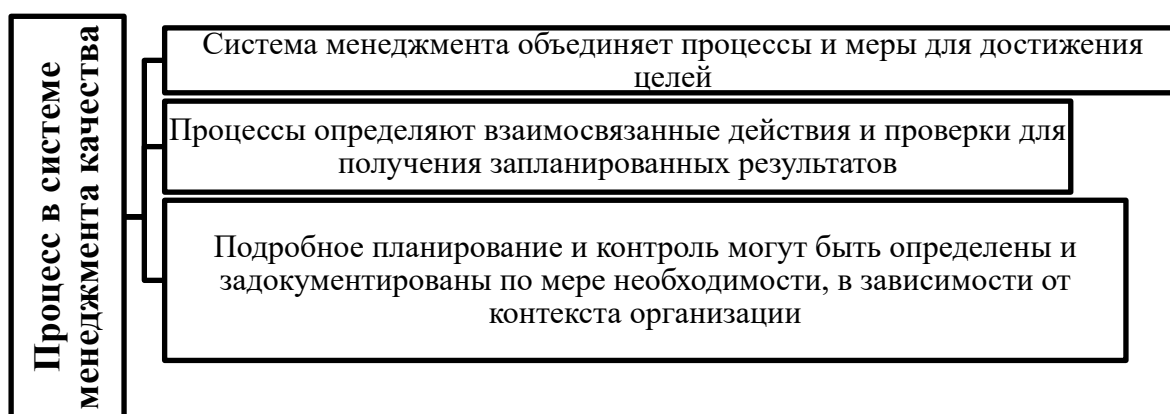 Процесс в системе
менеджмента качества
Система менеджмента объединяет процессы и меры для достижения
целей
Процессы определяют взаимосвязанные действия и проверки для
получения запланированных результатов
Подробное планирование и контроль могут быть определены и
задокументированы по мере необходимости, в зависимости от
контекста организации